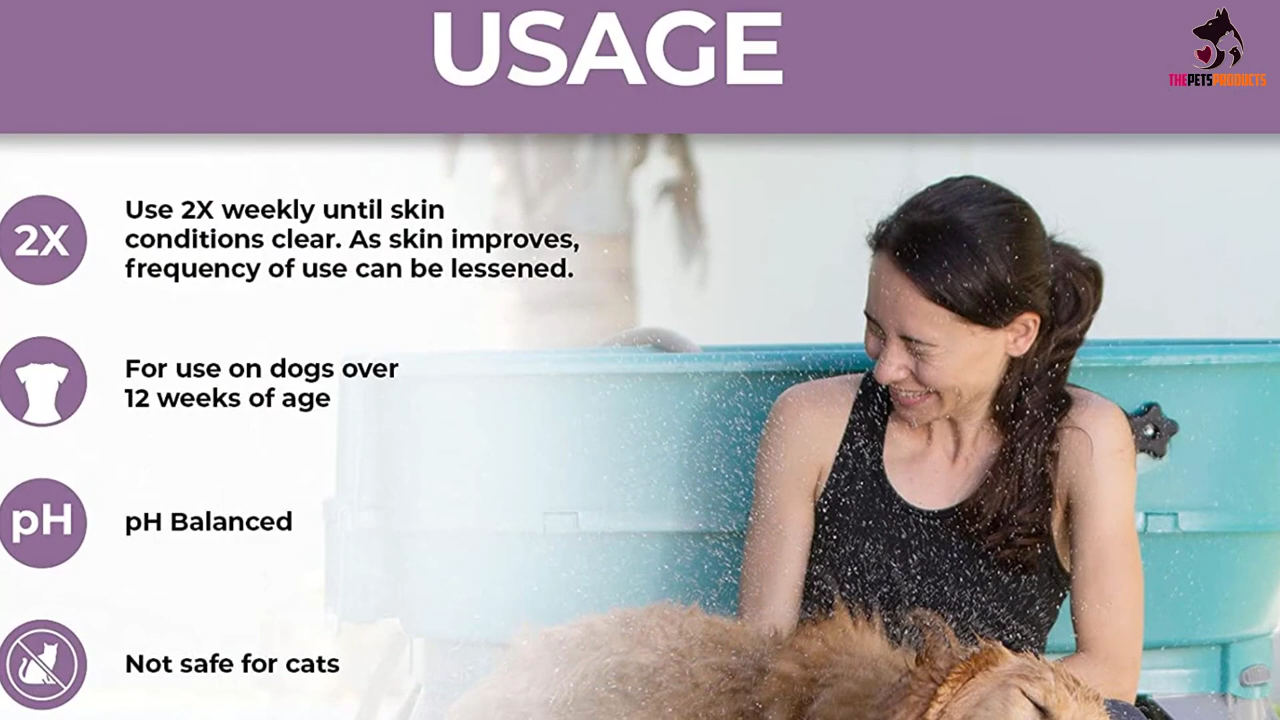 USAGE
THEPETSPRODUCTS
2X
Use 2X weekly until skin
conditions clear. As skin improves,
frequency of use can be lessened.
For use on dogs over
12 weeks of age
pH
pH Balanced
Not safe for cats